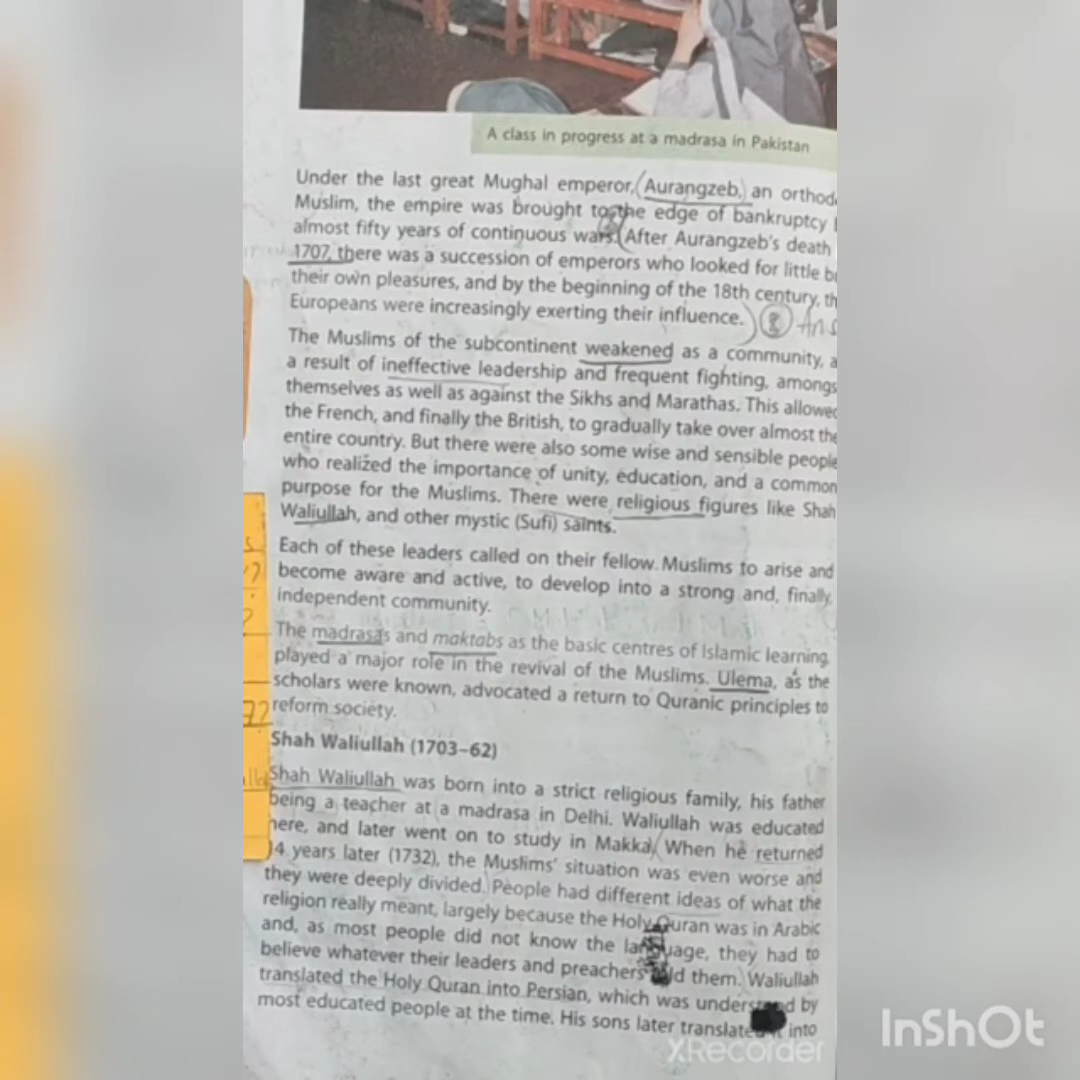 A class in progress at a madrasa in Pakistan
Under the last great Mughal emperor, Aurangzeb, an
Muslim, the empire was brought to the edge of bankruptcy
almost fifty years of continuous wars. After Aurangzeb's death
1707, there was a succession of emperors who looked for little
their own pleasures, and by the beginning of the 18th century,
Europeans were increasingly exerting their influence. 8 Ans
The Muslims of the subcontinent weakened as a community,
a result of ineffective leadership and frequent fighting,
themselves as well as against the Sikhs and Marathas. This
the French, and finally the British, to gradually take over almost the
entire country. But there were also some wise and sensible people
who realized the importance of unity, education, and a common
purpose for the Muslims. There were religious figures like Shah
Waliullah, and other mystic (Sufi) saints.
Each of these leaders called on their fellow Muslims to arise and
become aware and active, to develop into a strong and, finally,
independent community.
The madrasas and maktabs as the basic centres of Islamic learning
played a major role in the revival of the Muslims. Ulema, as the
scholars were known, advocated a return to Quranic principles to
reform society.
Shah Waliullah (1703–62)
Shah Waliullah was born into a strict religious family, his father
being a teacher at a madrasa in Delhi. Waliullah was educated
here, and later went on to study in Makka. When he returned
14 years later (1732), the Muslims' situation was even worse and
they were deeply divided. People had different ideas of what the
religion really meant, largely because the Holy Quran was in Arabic
and, as most people did not know the language, they had to
believe whatever their leaders and preachers told them. Waliullah
translated the Holy Quran into Persian, which was understood by
most educated people at the time. His sons later translated it into
XRecorder
InShOt